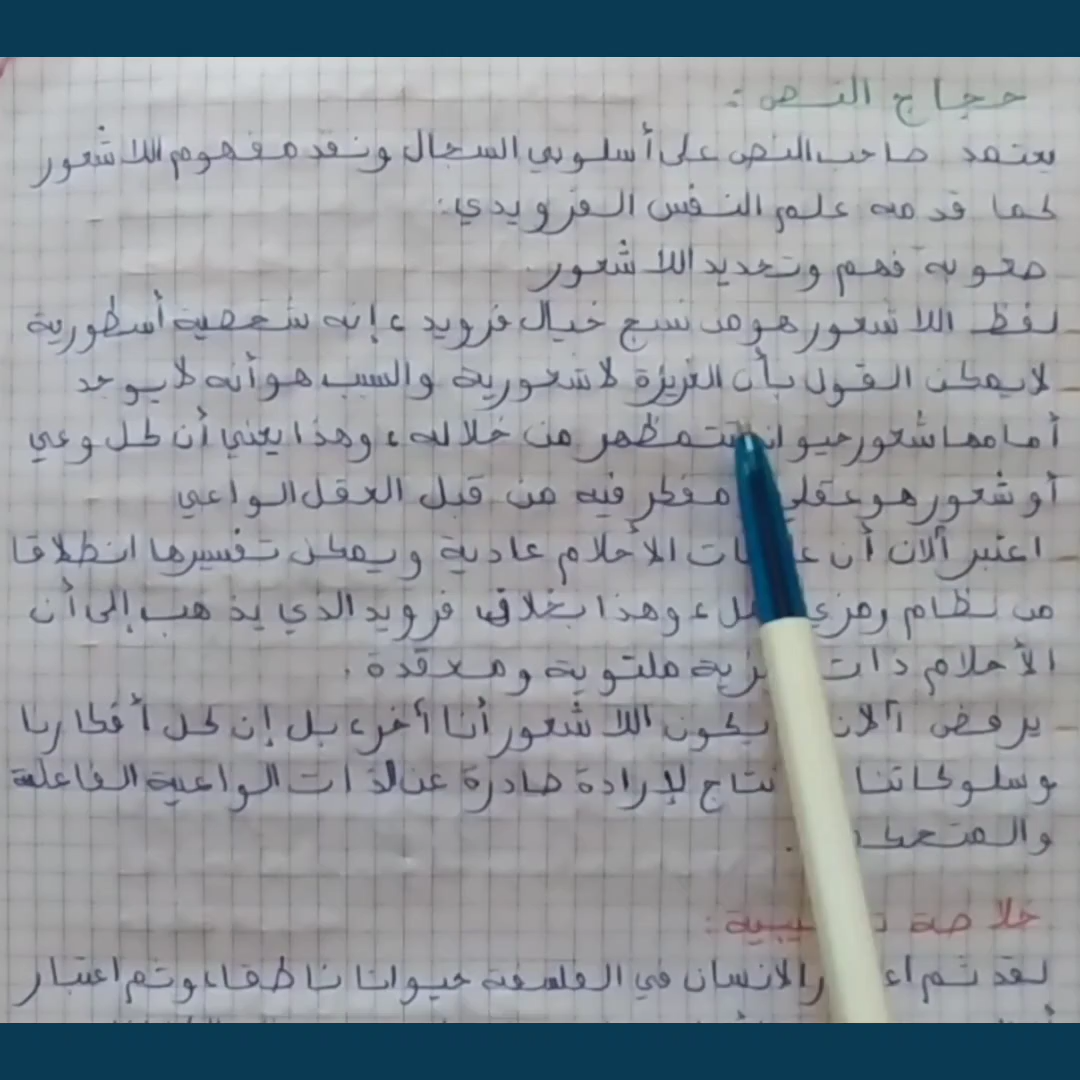 حجاج النص :
يعتمد صاحب النص على أسلوبي السجال ونقد مفهوم اللاشعور
كما قدمه علم النفس الفرويدي:
صعوبة فهم وتحديد اللاشعور
لفظ اللاشعور هو من نسج خيال فرويد، إنه شخصية أسطورية
لا يمكن القول بأن الغريزة لاشعورية والسبب هو أنه لا يوجد
أمامها شعور تتمظهر من خلاله، وهذا يعني أن كل وعي
أو شعور هو عقلي مفكر فيه من قبل العقل الواعي
اعتبر آلان أن الأحلام عادية ويمكن تفسيرها انطلاقا
من نظام رمزي وهذا بخلاف فرويد الذي يذهب إلى أن
الأحلام ذات ملتوية ومعقدة.
يرفض آلان يكون اللاشعور أنا آخر، بل إن كل أفكارنا
وسلوكاتنا نتاج لإرادة صادرة عن الذات الواعية الفاعلة
خلاصة :
لقد تم الانسان في الفلسفة حيوانا ناطقا، وتم اعتبار